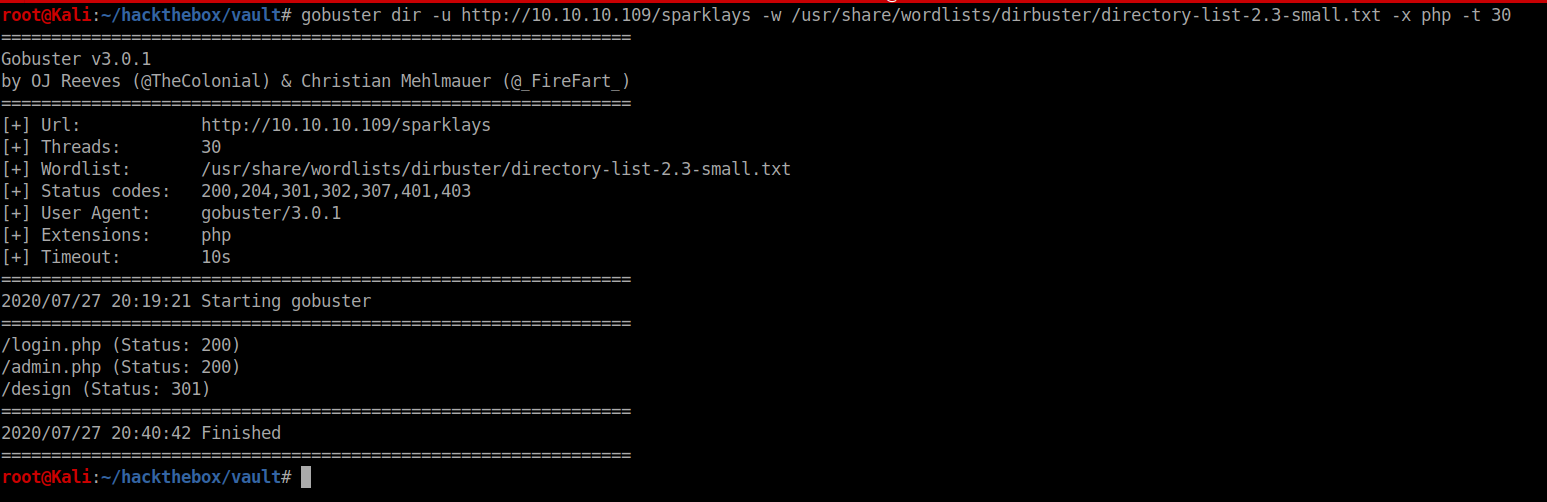 root@Kali:~/hackthebox/vault# gobuster dir -u http://10.10.10.109/sparklays -w /usr/share/wordlists/dirbuster/directory-list-2.3-small.txt -x php -t 30
===============================================================
Gobuster v3.0.1
by OJ Reeves (@TheColonial) & Christian Mehlmauer (@_FireFart_)
===============================================================
[+] Url:            http://10.10.10.109/sparklays
[+] Threads:        30
[+] Wordlist:       /usr/share/wordlists/dirbuster/directory-list-2.3-small.txt
[+] Status codes:   200,204,301,302,307,401,403
[+] User Agent:     gobuster/3.0.1
[+] Extensions:     php
[+] Timeout:        10s
===============================================================
2020/07/27 20:19:21 Starting gobuster
===============================================================
/login.php (Status: 200)
/admin.php (Status: 200)
/design (Status: 301)
===============================================================
2020/07/27 20:40:42 Finished
===============================================================
root@Kali:~/hackthebox/vault#